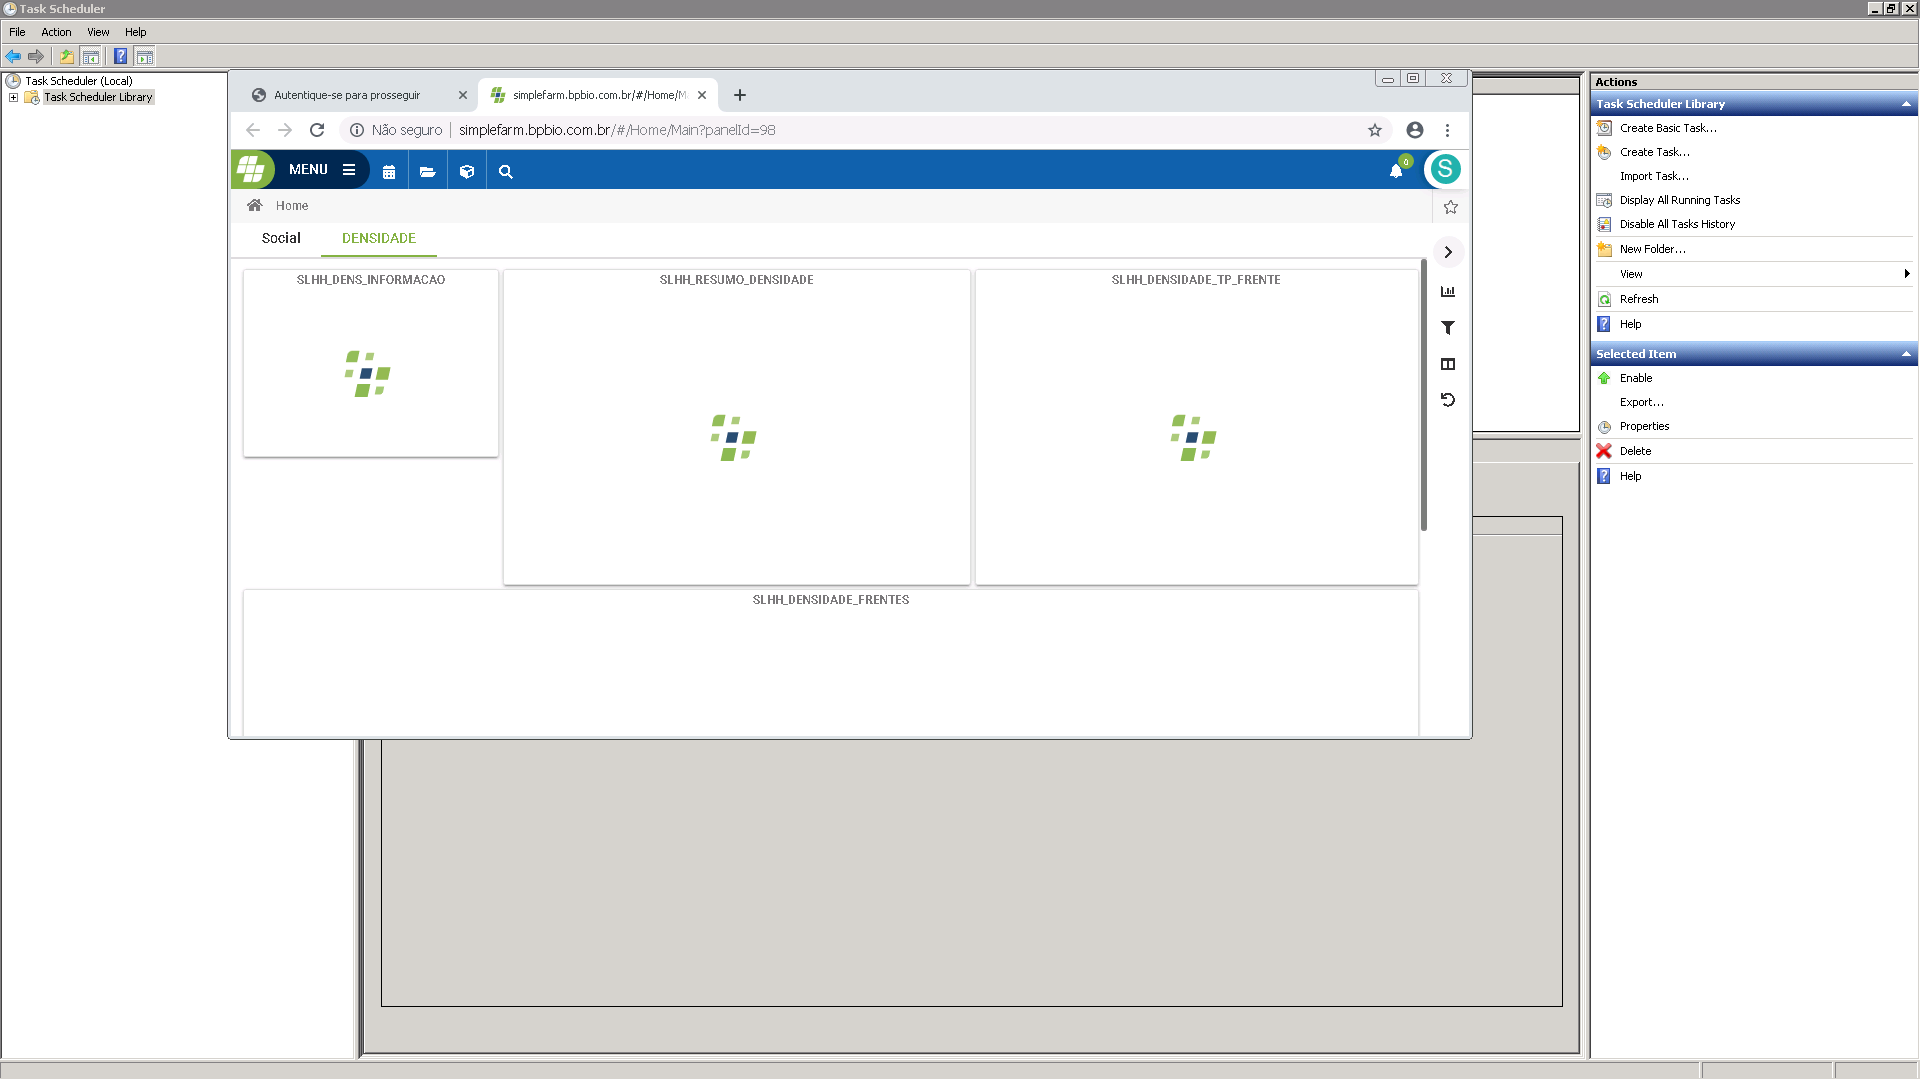 Task Scheduler
File Action View Help
Task Scheduler (Local)
Task Scheduler Library
Autentique-se para prosseguir
simplefarm.bpbio.com.br/#/Home/M
Não seguro simplefarm.bpbio.com.br/#/Home/Main?panelId=98
MENU
0
S
Home
Social DENSIDADE
SLHH_DENS_INFORMACAO
SLHH_RESUMO_DENSIDADE
SLHH_DENSIDADE_TP_FRENTE
SLHH_DENSIDADE_FRENTES
Actions
Task Scheduler Library
Create Basic Task...
Create Task...
Import Task...
Display All Running Tasks
Disable All Tasks History
New Folder...
View
Refresh
Help
Selected Item
Enable
Export...
Properties
Delete
Help